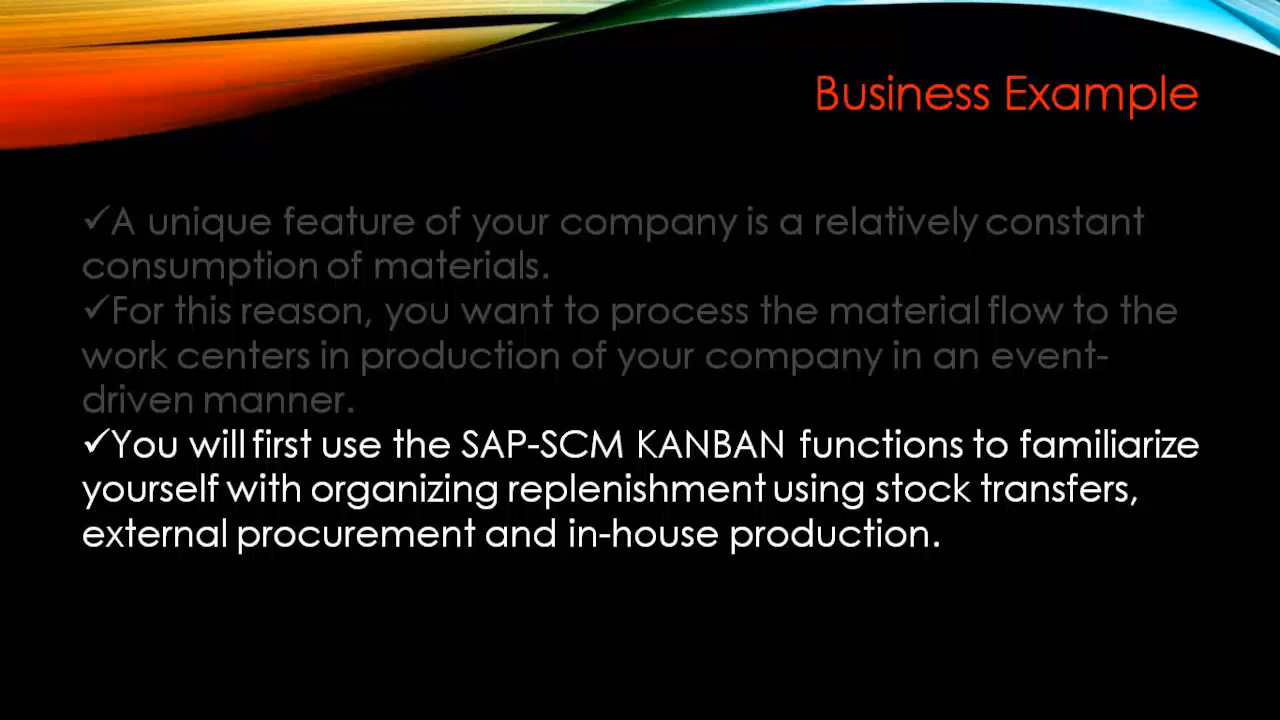 Business Example
✓A unique feature of your company is a relatively constant
consumption of materials.
✓For this reason, you want to process the material flow to the
work centers in production of your company in an event-
driven manner.
✓You will first use the SAP-SCM KANBAN functions to familiarize
yourself with organizing replenishment using stock transfers,
external procurement and in-house production.